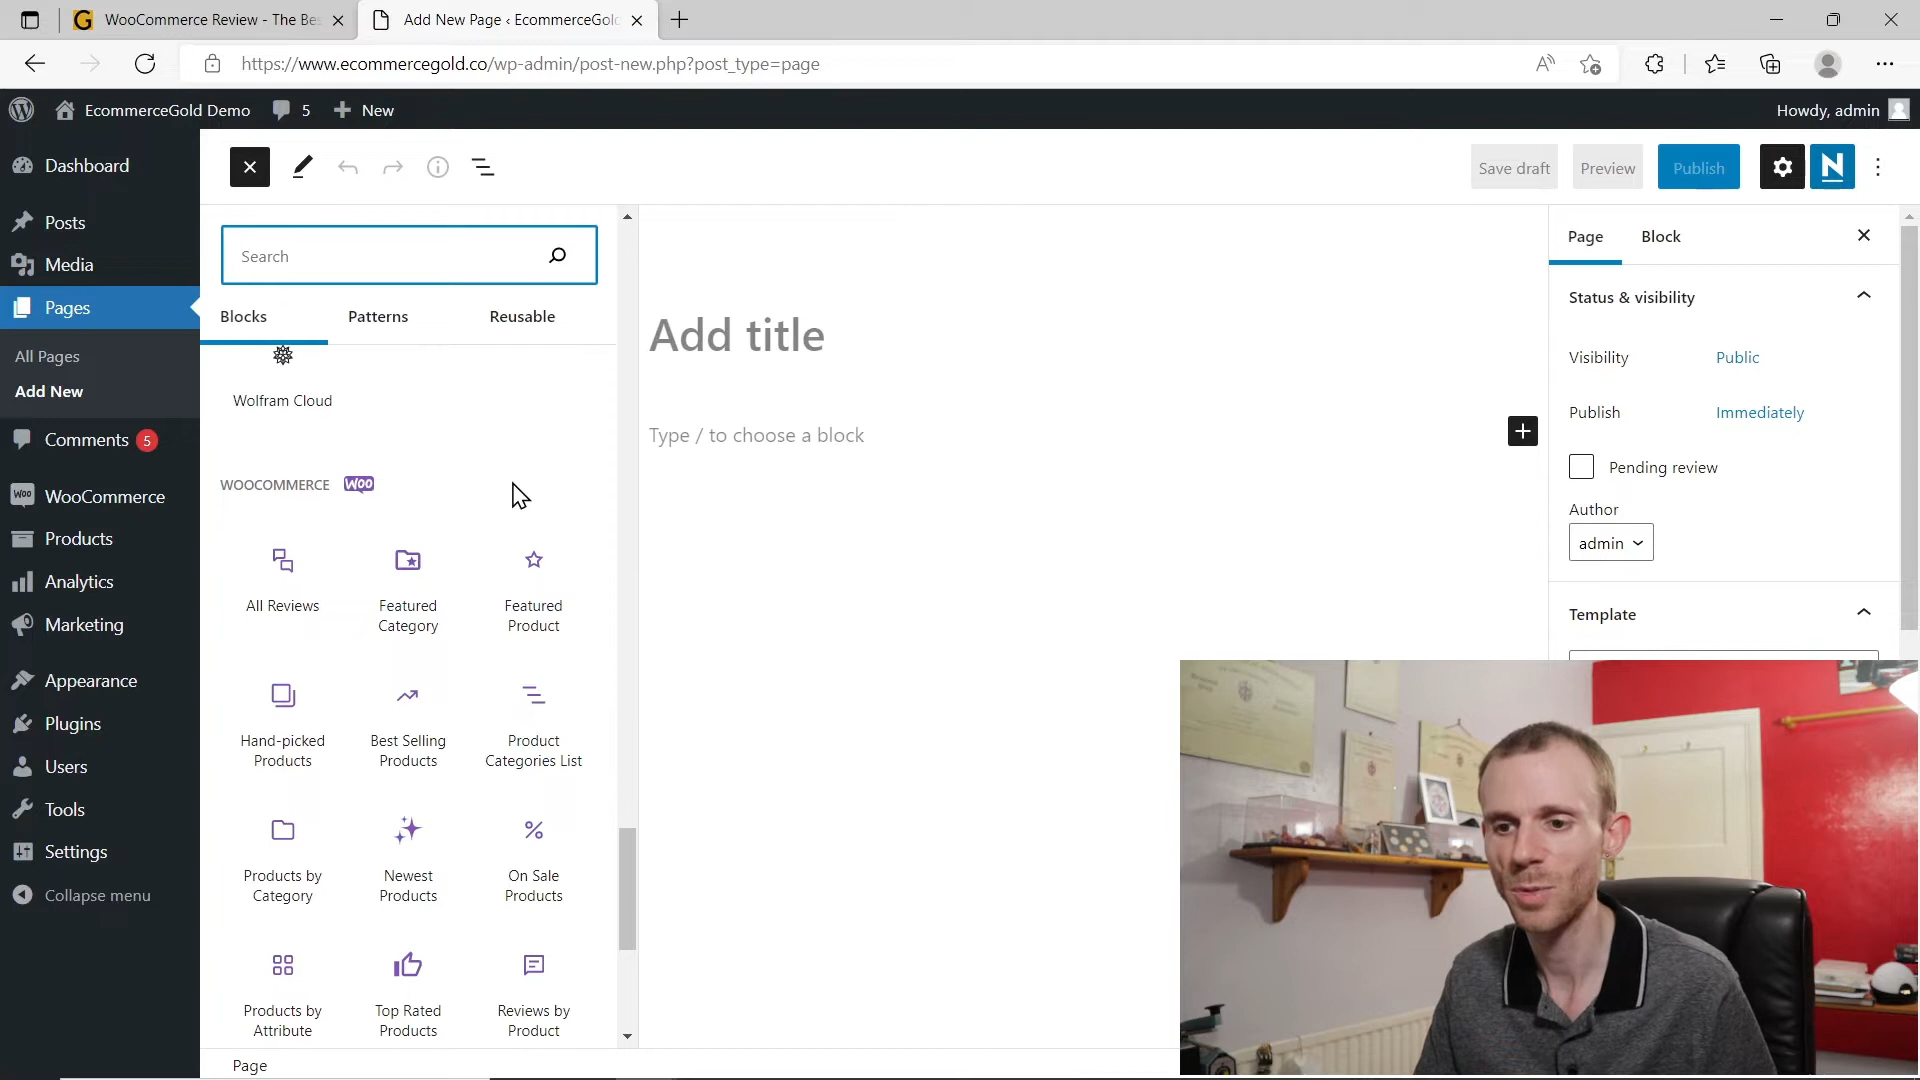 WooCommerce Review - The Be
Add New Page ‹ EcommerceGold
https://www.ecommercegold.co/wp-admin/post-new.php?post_type=page
EcommerceGold Demo
5
New
Howdy, admin
Dashboard
Posts
Media
Pages
All Pages
Add New
Comments 5
WooCommerce
Products
Analytics
Marketing
Appearance
Plugins
Users
Tools
Settings
Collapse menu
Save draft
Preview
Publish
Search
Blocks
Patterns
Reusable
Wolfram Cloud
WOOCOMMERCE
Woo
All Reviews
Featured
Category
Featured
Product
Hand-picked
Products
Best Selling
Products
Product
Categories List
Products by
Category
Newest
Products
On Sale
Products
Products by
Attribute
Top Rated
Products
Reviews by
Product
Page
Add title
Type / to choose a block
Page
Block
Status & visibility
Visibility
Public
Publish
Immediately
Pending review
Author
admin
Template